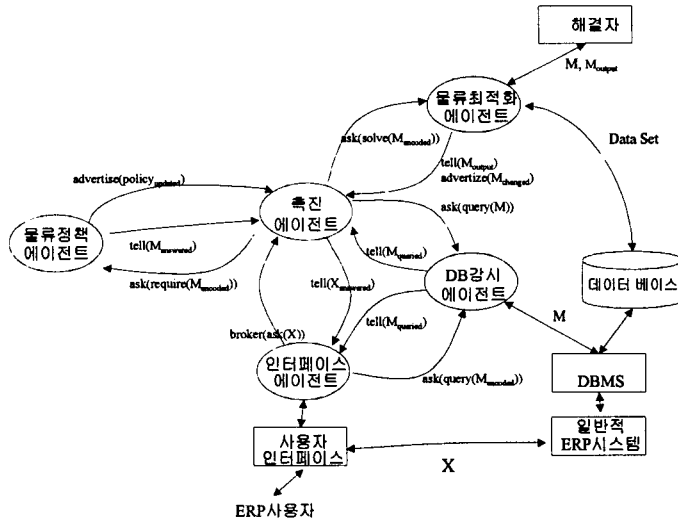 해결자
M, M_output
물류최적화
에이전트
ask(solve(M_encoded))
Data Set
tell(M_output)
advertize(M_changed)
advertise(policy_updated)
ask(query(M))
촉진
에이전트
물류정책
에이전트
tell(M_answered)
tell(M_queried)
DB감시
에이전트
데이터 베이스
ask(require(M_encoded))
tell(X_answered)
tell(M_queried)
M
broker(ask(X))
인터페이스
에이전트
ask(query(M_encoded))
DBMS
사용자
인터페이스
일반적
ERP시스템
X
ERP사용자